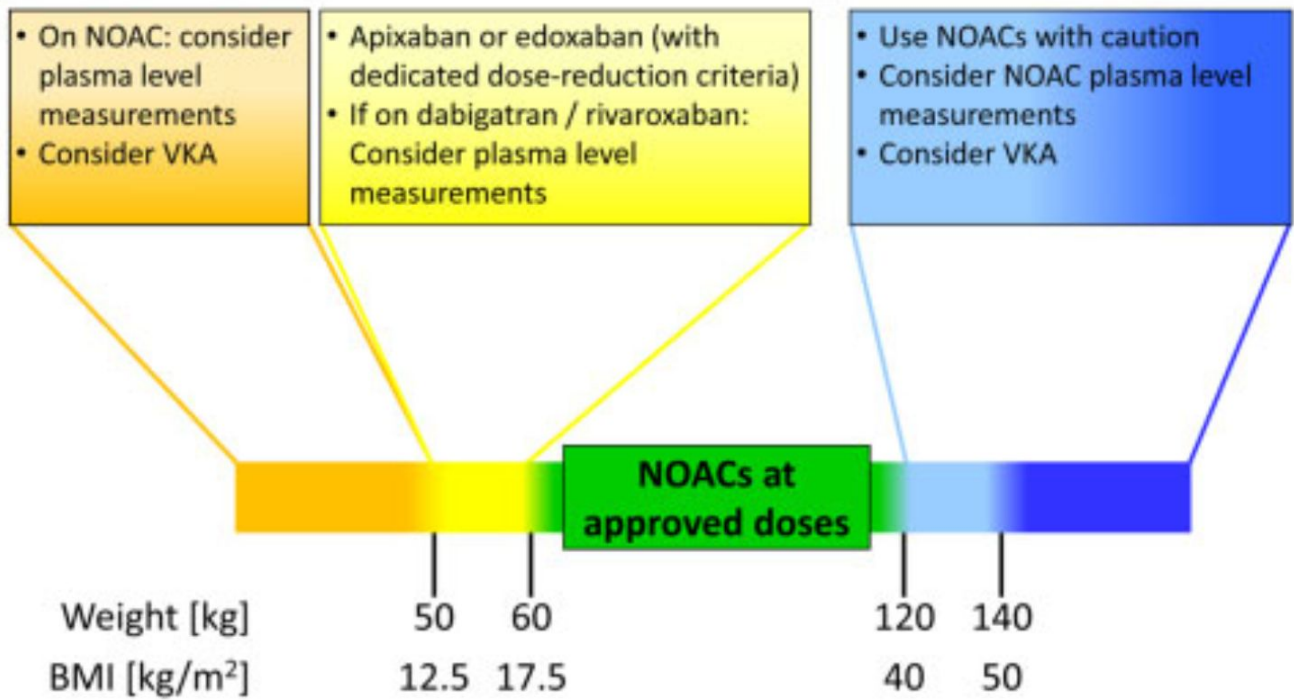 • On NOAC: consider
plasma level
measurements
• Consider VKA
• Apixaban or edoxaban (with
dedicated dose-reduction criteria)
• If on dabigatran / rivaroxaban:
Consider plasma level
measurements
• Use NOACs with caution
• Consider NOAC plasma level
measurements
• Consider VKA
NOACs at
approved doses
Weight [kg] 50 60 120 140
BMI [kg/m²] 12.5 17.5 40 50